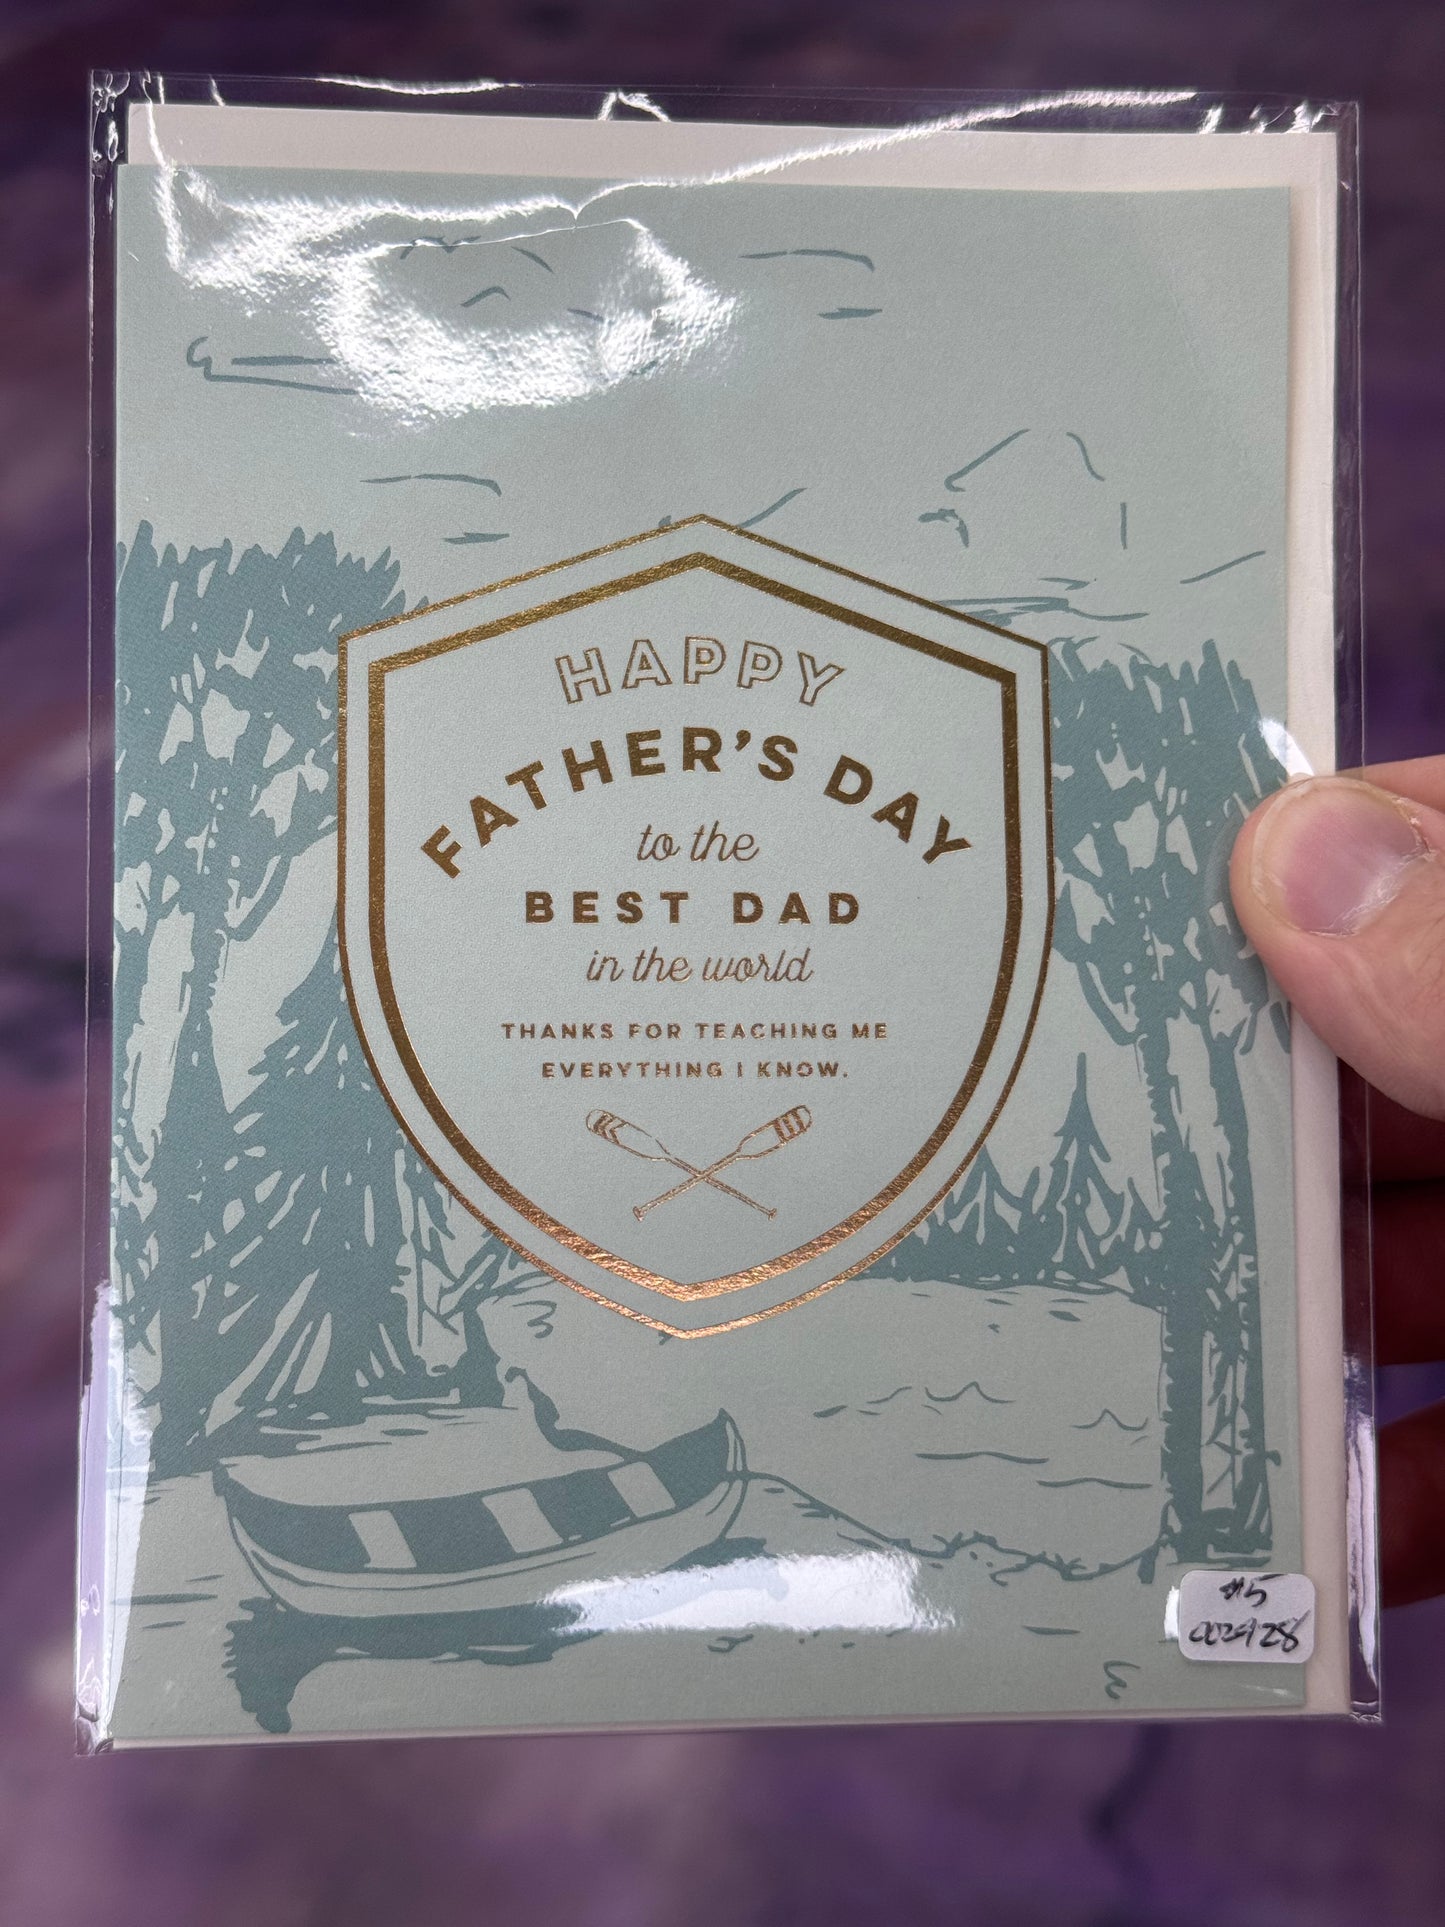 HAPPY
FATHER'S DAY
to the
BEST DAD
in the world
THANKS FOR TEACHING ME
EVERYTHING I KNOW.
$5
002928